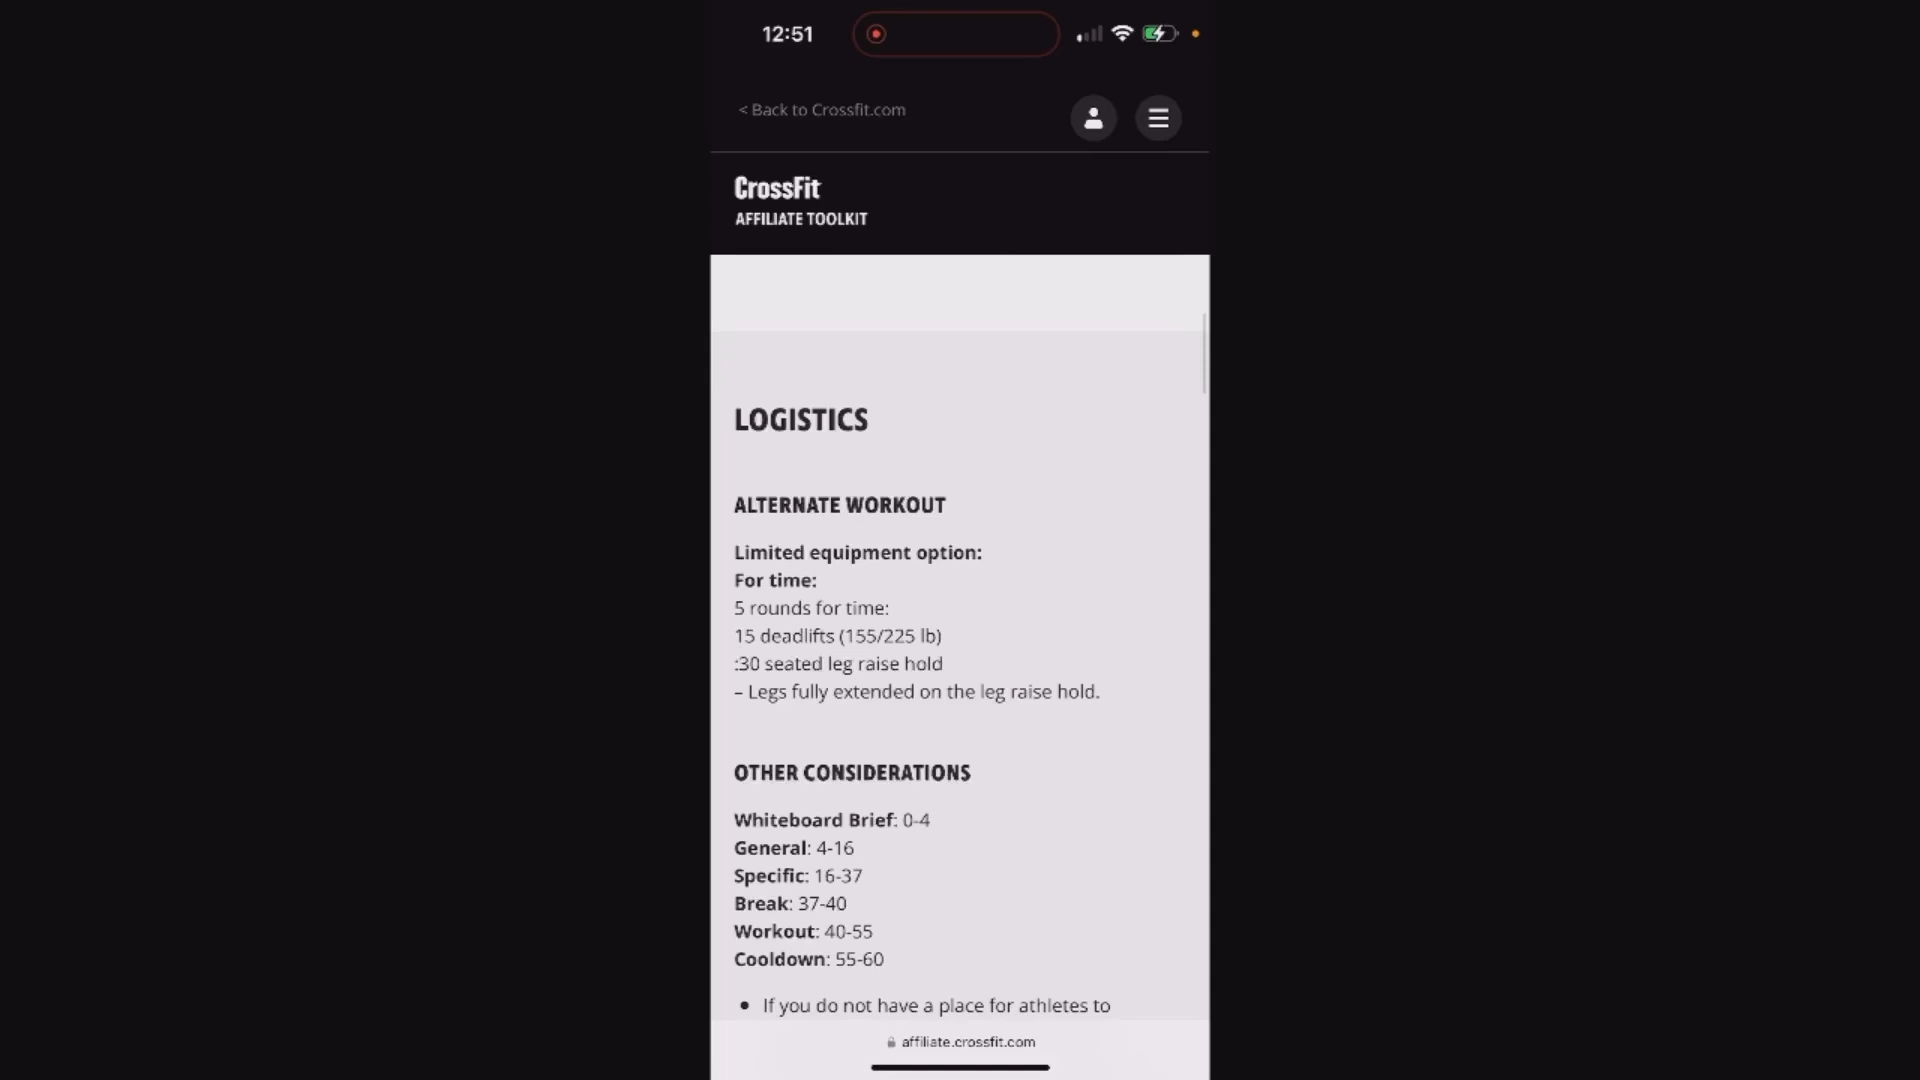 12:51
< Back to Crossfit.com
CrossFit
AFFILIATE TOOLKIT
LOGISTICS
ALTERNATE WORKOUT
Limited equipment option:
For time:
5 rounds for time:
15 deadlifts (155/225 lb)
:30 seated leg raise hold
– Legs fully extended on the leg raise hold.
OTHER CONSIDERATIONS
Whiteboard Brief: 0-4
General: 4-16
Specific: 16-37
Break: 37-40
Workout: 40-55
Cooldown: 55-60
• If you do not have a place for athletes to
affiliate.crossfit.com